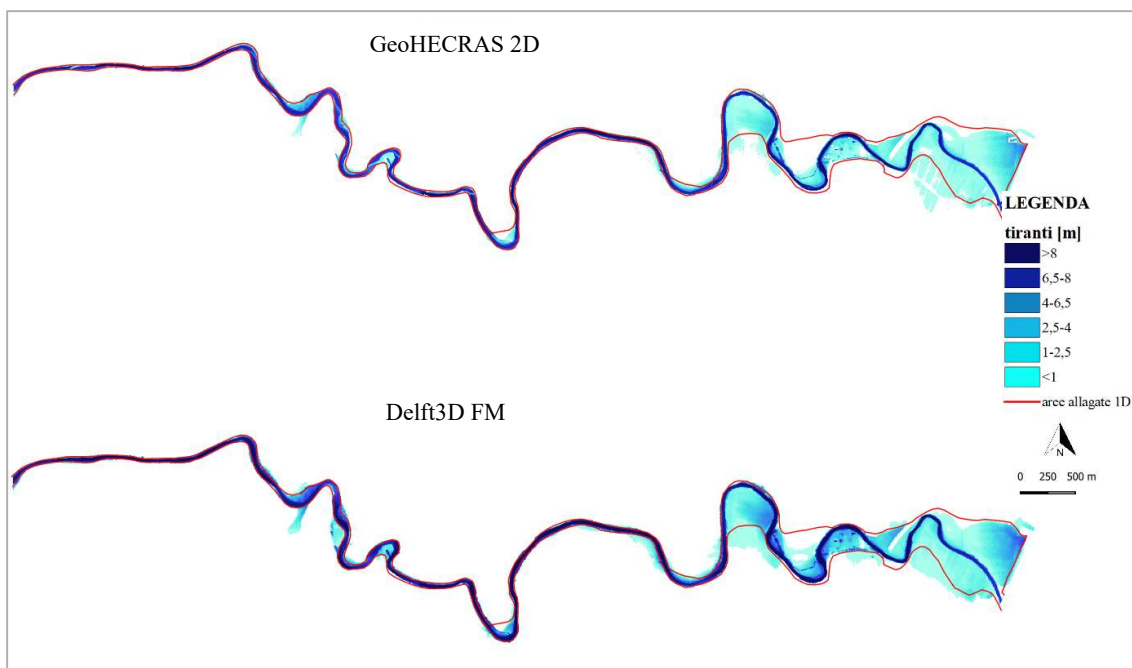 GeoHECRAS 2D
LEGENDA
tiranti [m]
>8
6,5-8
4-6,5
2,5-4
1-2,5
<1
aree allagate 1D
Delft3D FM
N
0 250 500 m